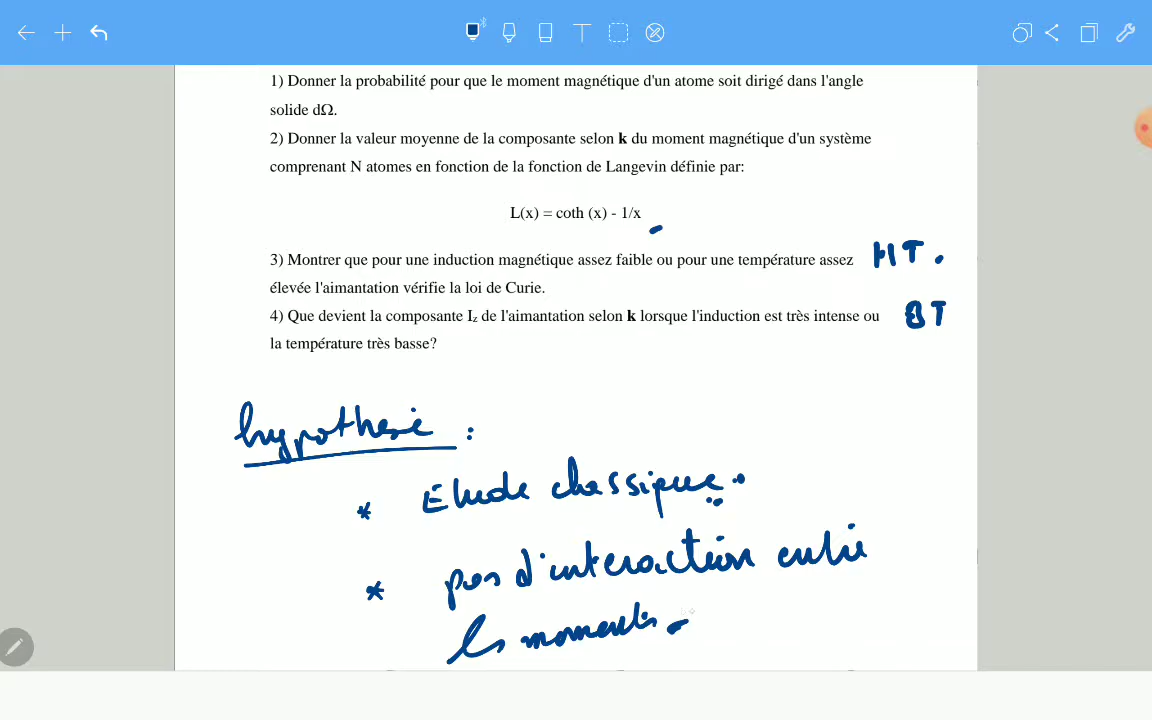 1) Donner la probabilité pour que le moment magnétique d'un atome soit dirigé dans l'angle
solide dΩ.
2) Donner la valeur moyenne de la composante selon k du moment magnétique d'un système
comprenant N atomes en fonction de la fonction de Langevin définie par:
L(x) = coth (x) - 1/x
3) Montrer que pour une induction magnétique assez faible ou pour une température assez
HT.
élevée l'aimantation vérifie la loi de Curie.
4) Que devient la composante Iz de l'aimantation selon k lorsque l'induction est très intense ou
BT
la température très basse?
hypothese :
* Etude classique..
* pas d'interaction entre
les moments.